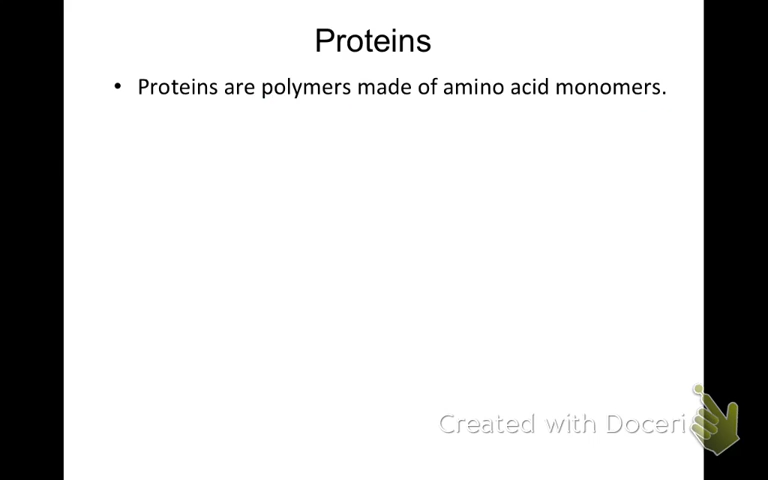 Proteins
• Proteins are polymers made of amino acid monomers.
Created with Doceri